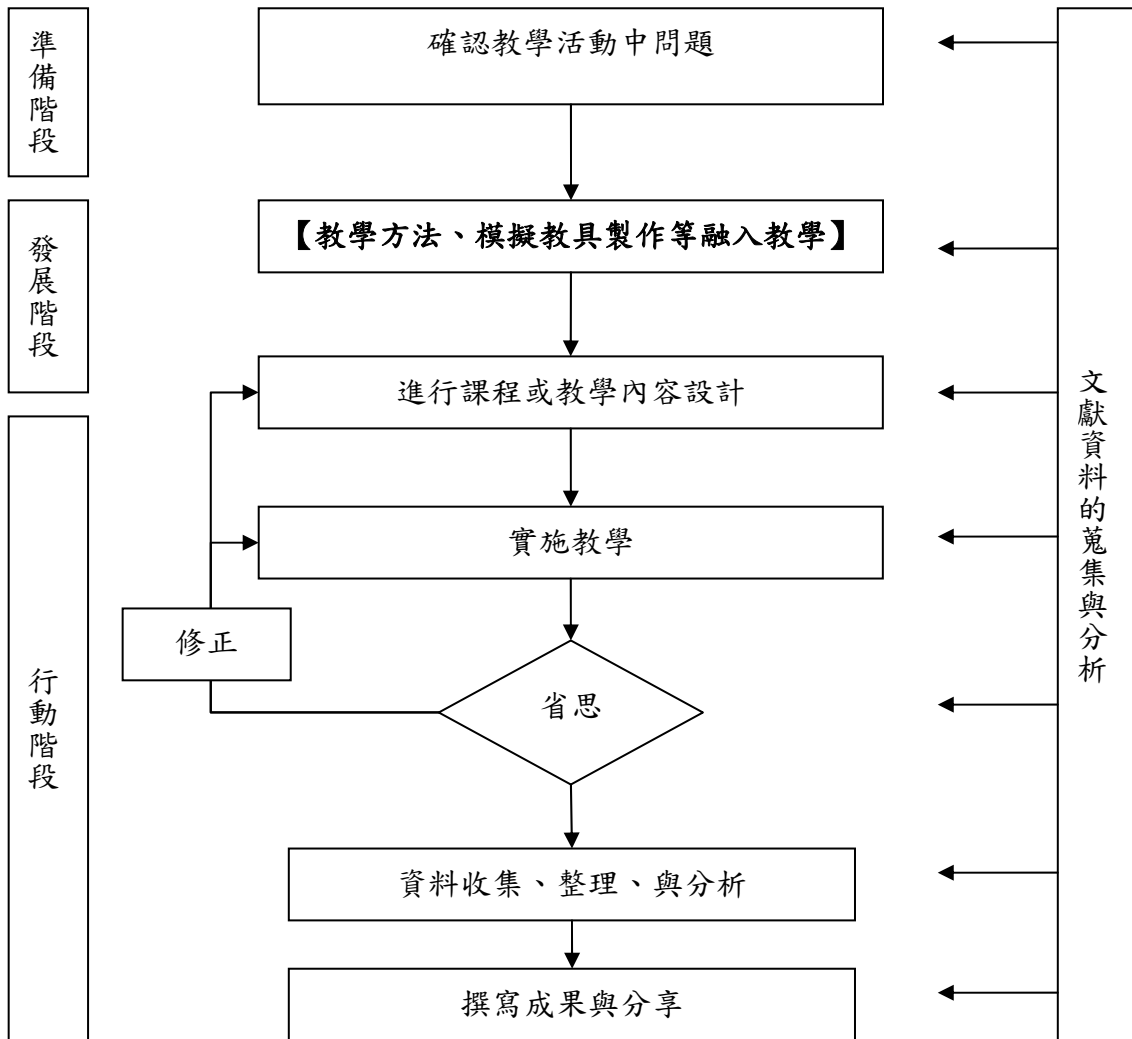 準備階段
確認教學活動中問題
發展階段
【教學方法、模擬教具製作等融入教學】
進行課程或教學內容設計
行動階段
實施教學
修正
省思
資料收集、整理、與分析
撰寫成果與分享
文獻資料的蒐集與分析